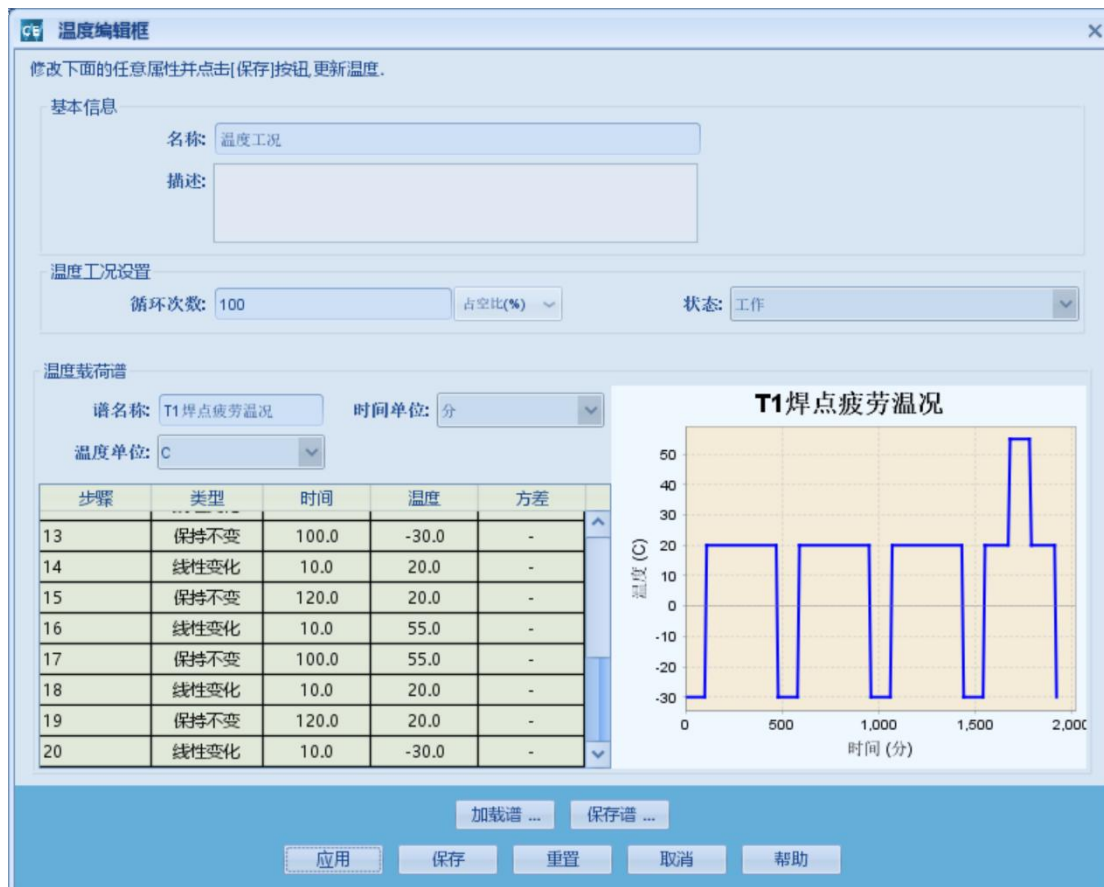 CE 温度编辑框
修改下面的任意属性并点击[保存]按钮,更新温度.
基本信息
名称: 温度工况
描述:
温度工况设置
循环次数: 100 占空比(%) 状态: 工作
温度载荷谱
谱名称: T1焊点疲劳温况 时间单位: 分
温度单位: C
步骤 类型 时间 温度 方差
13 保持不变 100.0 -30.0 -
14 线性变化 10.0 20.0 -
15 保持不变 120.0 20.0 -
16 线性变化 10.0 55.0 -
17 保持不变 100.0 55.0 -
18 线性变化 10.0 20.0 -
19 保持不变 120.0 20.0 -
20 线性变化 10.0 -30.0 -
T1焊点疲劳温况
温度 (C)
50
40
30
20
10
0
-10
-20
-30
0 500 1,000 1,500 2,000
时间 (分)
加载谱 ... 保存谱 ...
应用 保存 重置 取消 帮助